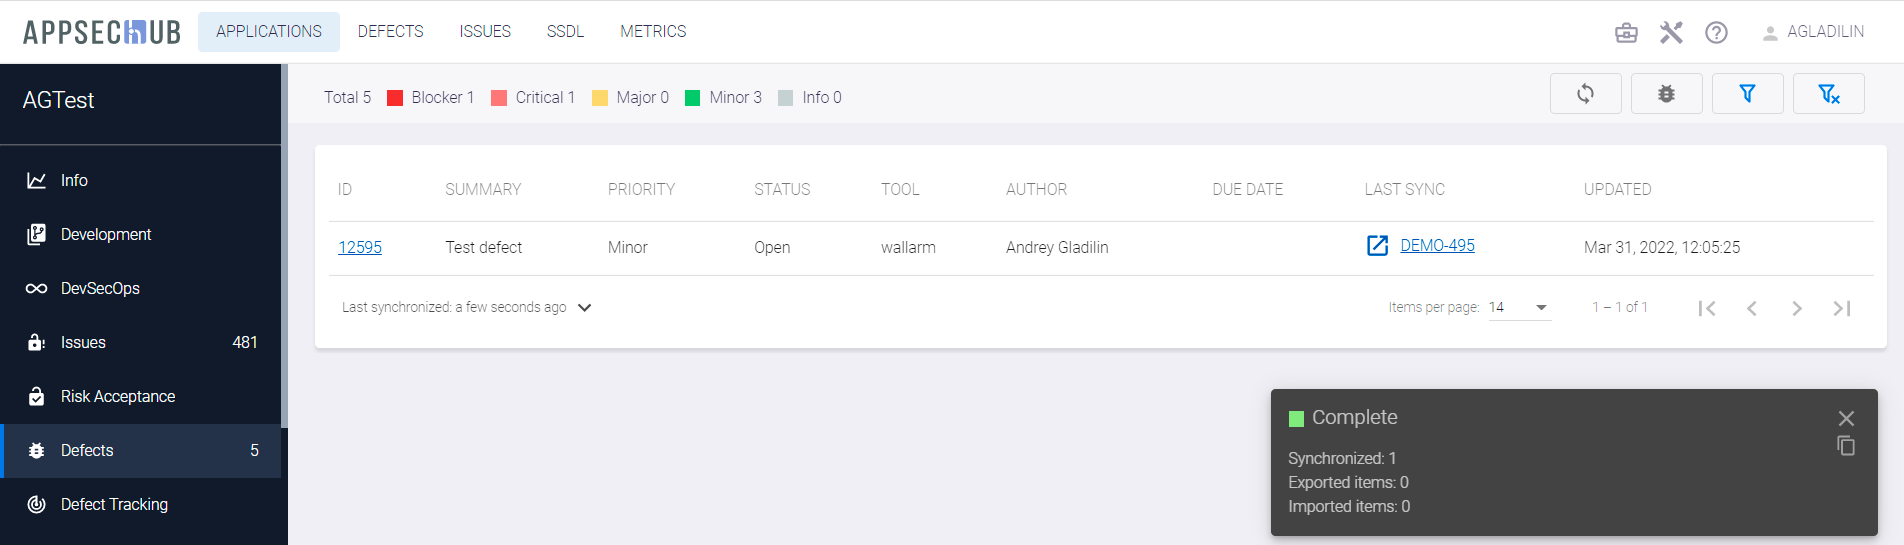 APPSECHUB APPLICATIONS DEFECTS ISSUES SSDL METRICS AGLADILIN
AGTest
Total 5 Blocker 1 Critical 1 Major 0 Minor 3 Info 0
Info
Development
DevSecOps
Issues 481
Risk Acceptance
Defects 5
Defect Tracking
ID SUMMARY PRIORITY STATUS TOOL AUTHOR DUE DATE LAST SYNC UPDATED
12595 Test defect Minor Open wallarm Andrey Gladilin DEMO-495 Mar 31, 2022, 12:05:25
Last synchronized: a few seconds ago Items per page: 14 1 – 1 of 1
Complete
Synchronized: 1
Exported items: 0
Imported items: 0